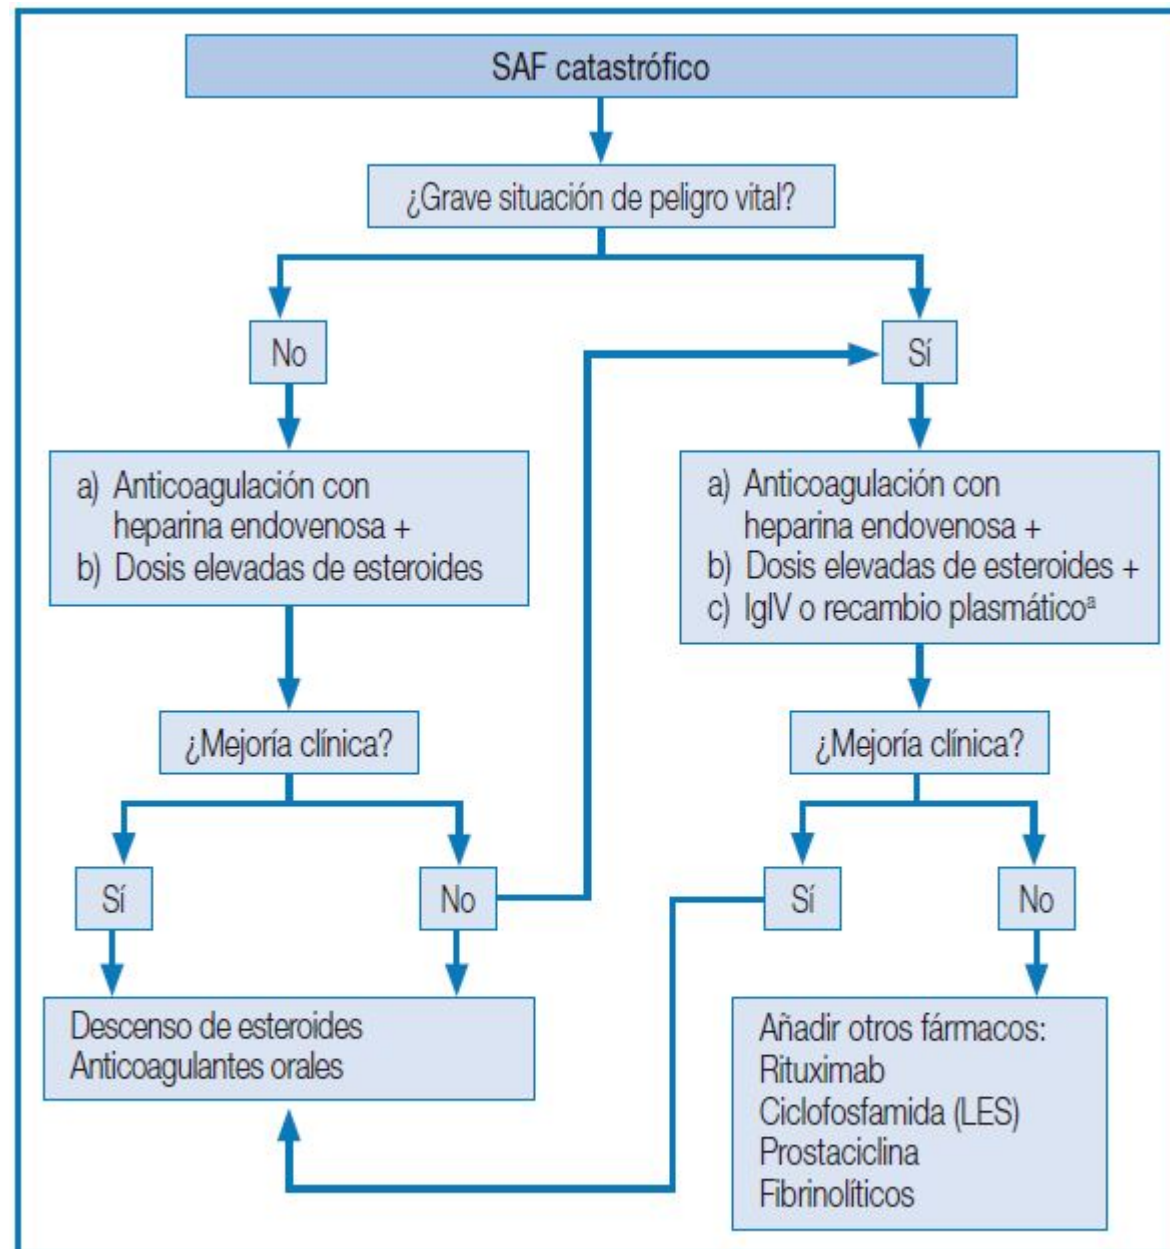 SAF catastrófico
¿Grave situación de peligro vital?
No
Sí
a) Anticoagulación con
heparina endovenosa +
b) Dosis elevadas de esteroides
a) Anticoagulación con
heparina endovenosa +
b) Dosis elevadas de esteroides +
c) IgIV o recambio plasmáticoª
¿Mejoría clínica?
¿Mejoría clínica?
Sí
No
Sí
No
Descenso de esteroides
Anticoagulantes orales
Añadir otros fármacos:
Rituximab
Ciclofosfamida (LES)
Prostaciclina
Fibrinolíticos